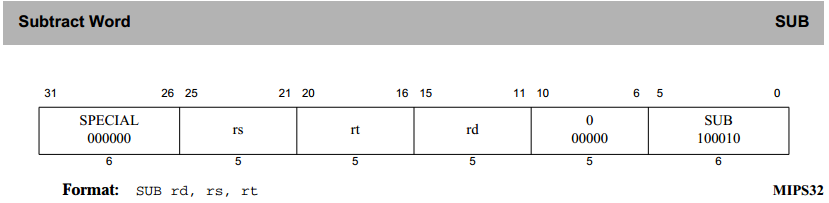 Subtract Word SUB
31 26 25 21 20 16 15 11 10 6 5 0
SPECIAL 0 SUB
rs rt rd
000000 00000 100010
6 5 5 5 5 6
Format: SUB rd, rs, rt MIPS32